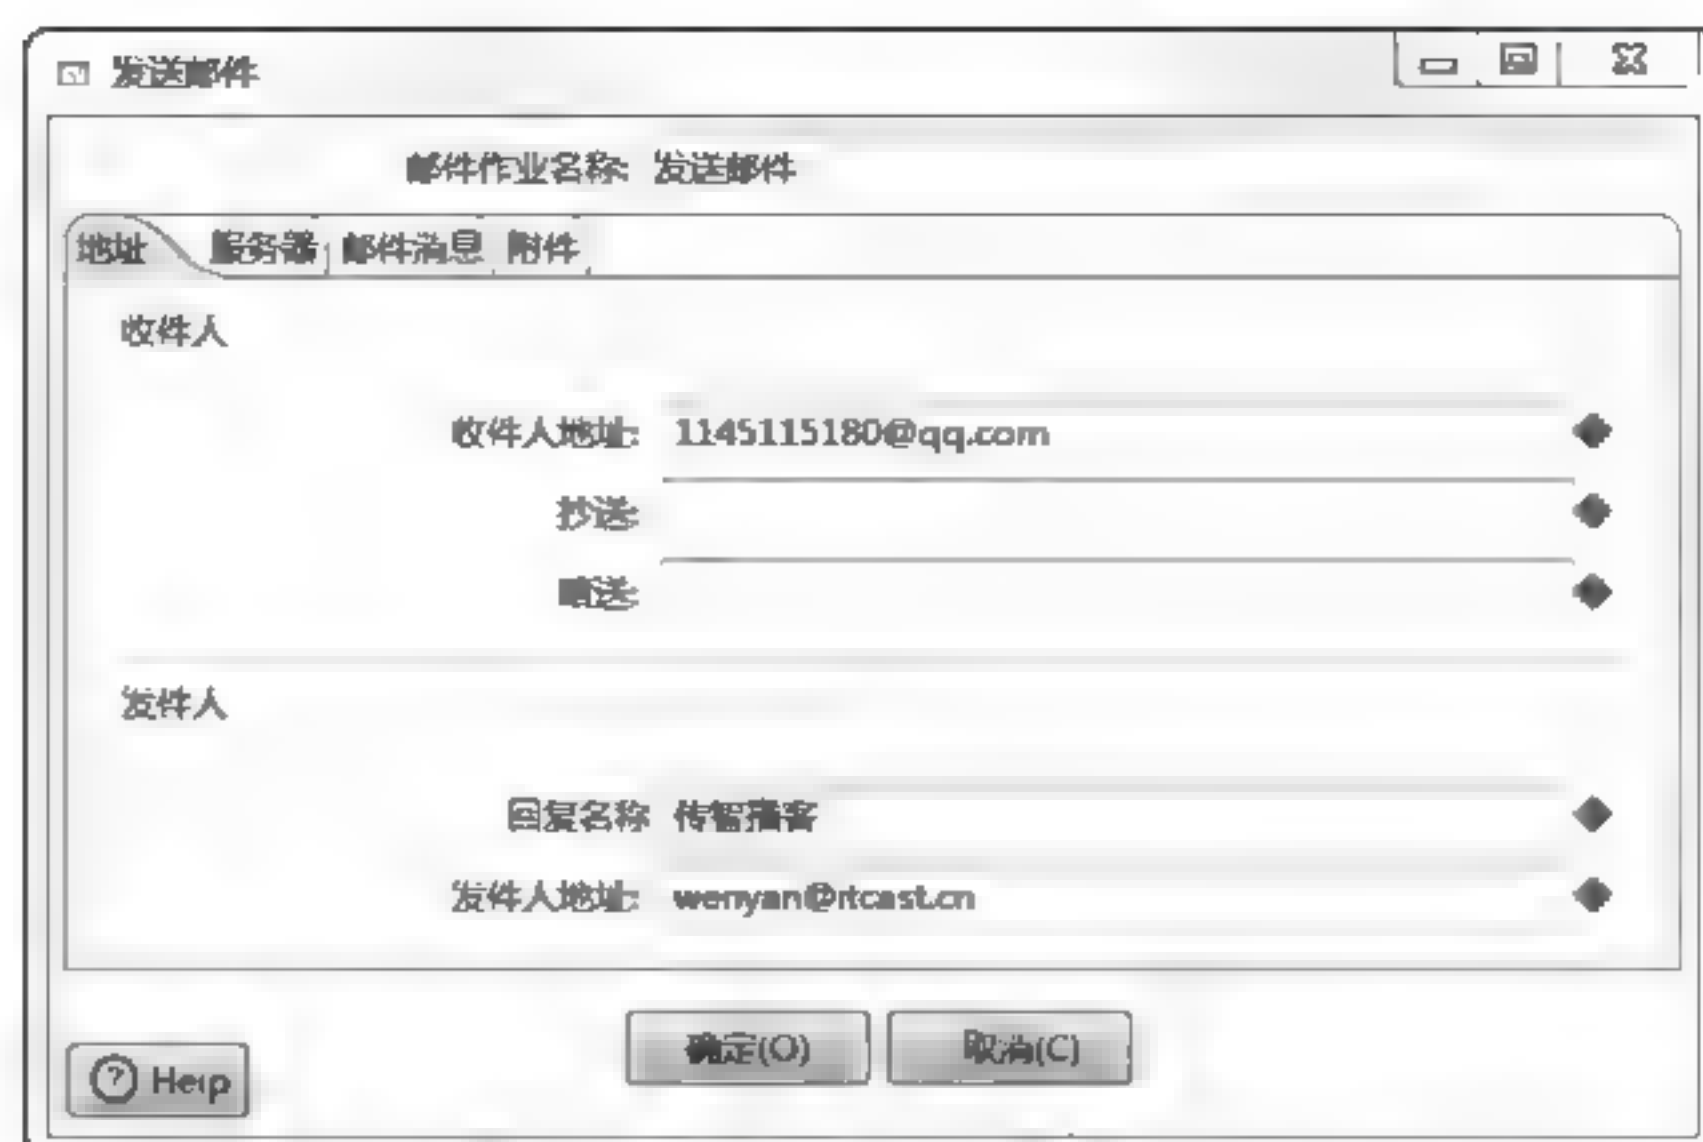 发送邮件
邮件作业名称: 发送邮件
地址 服务器 邮件消息 附件
收件人
收件人地址: 1145115180@qq.com
抄送:
暗送:
发件人
回复名称 传智播客
发件人地址: wenyan@itcast.cn
确定(O) 取消(C)
Help